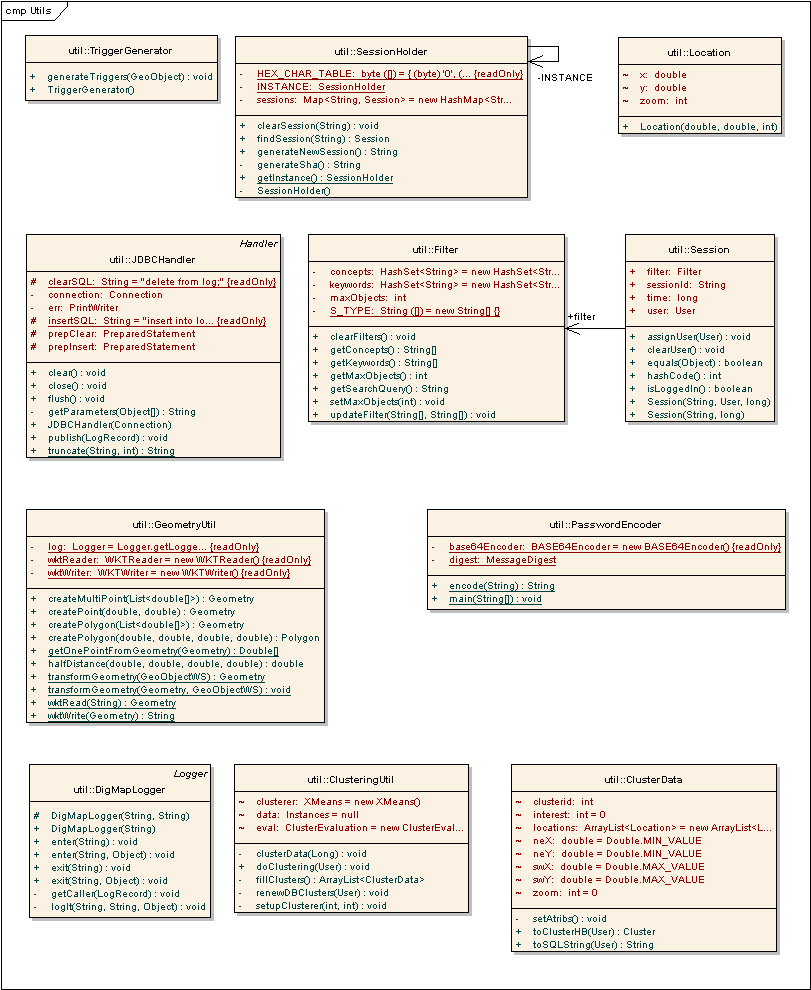 cmp Utils
util::TriggerGenerator
+ generateTriggers(GeoObject) : void
+ TriggerGenerator()
util::SessionHolder
- HEX_CHAR_TABLE: byte ([]) = { (byte) '0', (... {readOnly}
- INSTANCE: SessionHolder
- sessions: Map<String, Session> = new HashMap<Str...
+ clearSession(String) : void
+ findSession(String) : Session
+ generateNewSession() : String
- generateSha() : String
+ getInstance() : SessionHolder
- SessionHolder()
-INSTANCE
util::Location
~ x: double
~ y: double
~ zoom: int
+ Location(double, double, int)
Handler
util::JDBCHandler
# clearSQL: String = "delete from log;" {readOnly}
- connection: Connection
- err: PrintWriter
# insertSQL: String = "insert into lo... {readOnly}
# prepClear: PreparedStatement
# prepInsert: PreparedStatement
+ clear() : void
+ close() : void
+ flush() : void
- getParameters(Object[]) : String
+ JDBCHandler(Connection)
+ publish(LogRecord) : void
+ truncate(String, int) : String
util::Filter
- concepts: HashSet<String> = new HashSet<Str...
- keywords: HashSet<String> = new HashSet<Str...
- maxObjects: int
- S_TYPE: String ([]) = new String[] {}
+ clearFilters() : void
+ getConcepts() : String[]
+ getKeywords() : String[]
+ getMaxObjects() : int
+ getSearchQuery() : String
+ setMaxObjects(int) : void
+ updateFilter(String[], String[]) : void
+filter
util::Session
+ filter: Filter
+ sessionId: String
+ time: long
+ user: User
+ assignUser(User) : void
+ clearUser() : void
+ equals(Object) : boolean
+ hashCode() : int
+ isLoggedIn() : boolean
+ Session(String, User, long)
+ Session(String, long)
util::GeometryUtil
- log: Logger = Logger.getLogge... {readOnly}
- wktReader: WKTReader = new WKTReader() {readOnly}
- wktWriter: WKTWriter = new WKTWriter() {readOnly}
+ createMultiPoint(List<double[]>) : Geometry
+ createPoint(double, double) : Geometry
+ createPolygon(List<double[]>) : Geometry
+ createPolygon(double, double, double, double) : Polygon
+ getOnePointFromGeometry(Geometry) : Double[]
+ halfDistance(double, double, double, double) : double
+ transformGeometry(GeoObjectWS) : Geometry
+ transformGeometry(Geometry, GeoObjectWS) : void
+ wktRead(String) : Geometry
+ wktWrite(Geometry) : String
util::PasswordEncoder
- base64Encoder: BASE64Encoder = new BASE64Encoder() {readOnly}
- digest: MessageDigest
+ encode(String) : String
+ main(String[]) : void
Logger
util::DigMapLogger
# DigMapLogger(String, String)
+ DigMapLogger(String)
+ enter(String) : void
+ enter(String, Object) : void
+ exit(String) : void
+ exit(String, Object) : void
- getCaller(LogRecord) : void
- logIt(String, String, Object) : void
util::ClusteringUtil
~ clusterer: XMeans = new XMeans()
~ data: Instances = null
~ eval: ClusterEvaluation = new ClusterEval...
- clusterData(Long) : void
+ doClustering(User) : void
- fillClusters() : ArrayList<ClusterData>
- renewDBClusters(User) : void
- setupClusterer(int, int) : void
util::ClusterData
~ clusterid: int
~ interest: int = 0
~ locations: ArrayList<Location> = new ArrayList<L...
~ neX: double = Double.MIN_VALUE
~ neY: double = Double.MIN_VALUE
~ swX: double = Double.MAX_VALUE
~ swY: double = Double.MAX_VALUE
~ zoom: int = 0
- setAtribs() : void
+ toClusterHB(User) : Cluster
+ toSQLString(User) : String